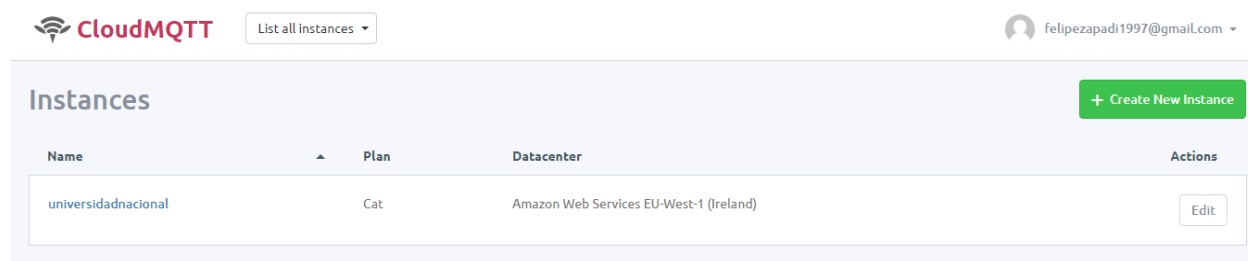 CloudMQTT List all instances felipezapadi1997@gmail.com
Instances + Create New Instance
Name Plan Datacenter Actions
universidadnacional Cat Amazon Web Services EU-West-1 (Ireland) Edit